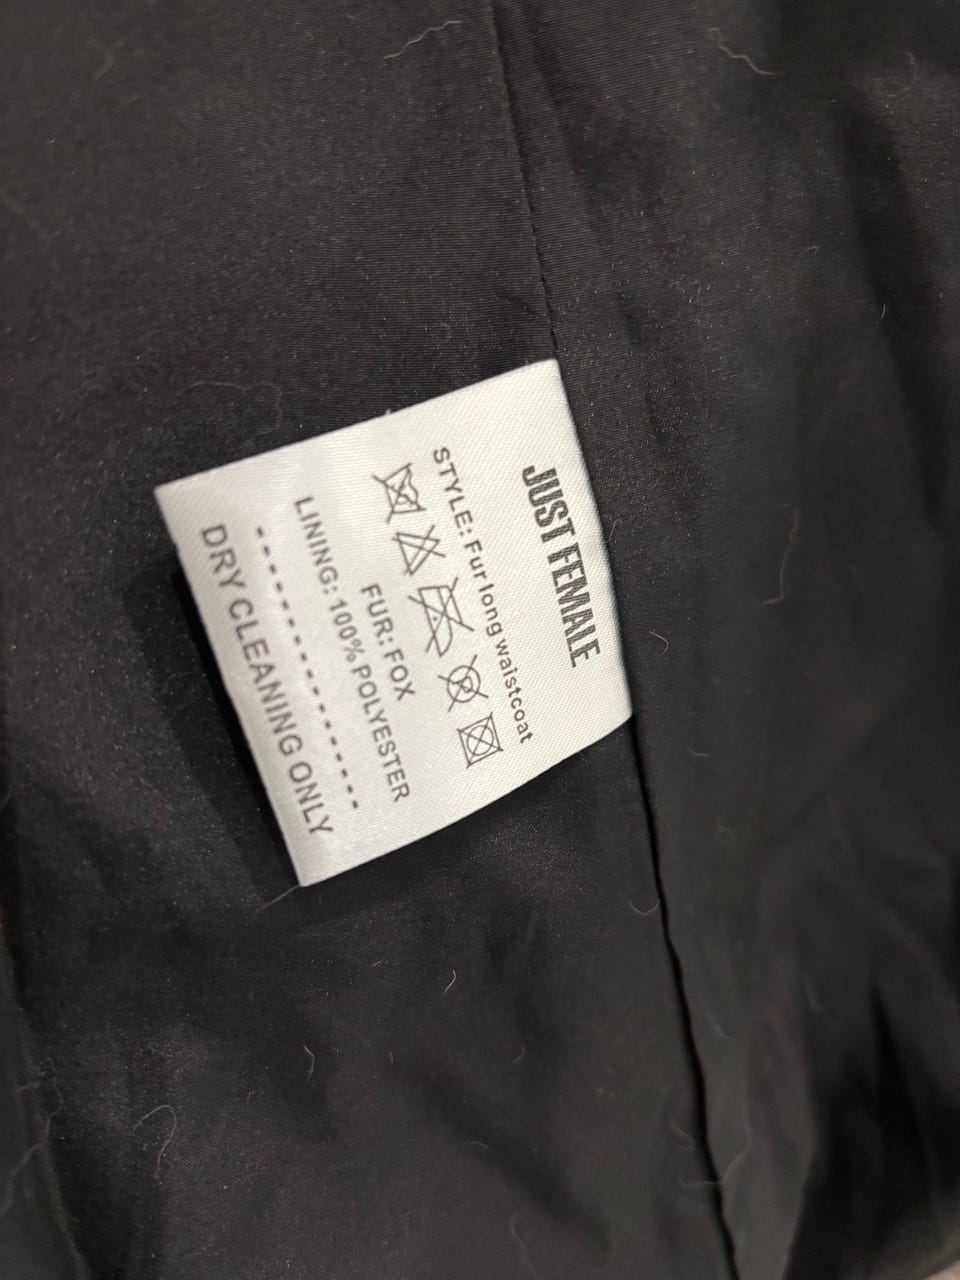 JUST FEMALE
STYLE: Fur long waistcoat
FUR: FOX
LINING: 100% POLYESTER
---------------
DRY CLEANING ONLY